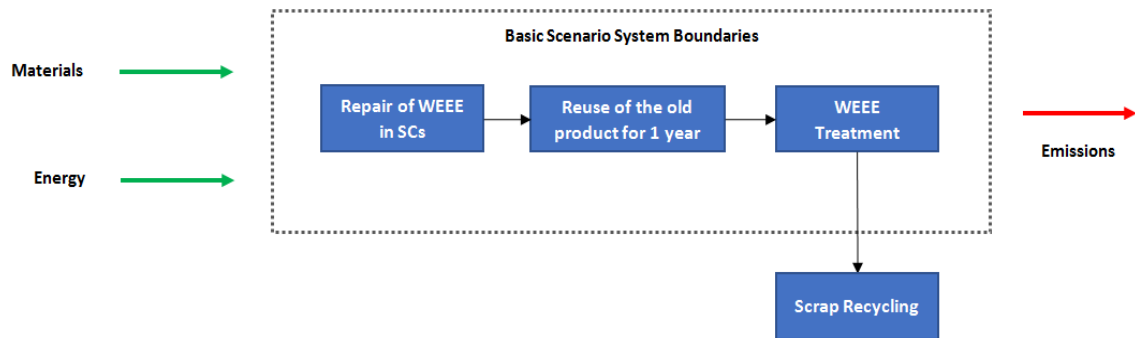 Basic Scenario System Boundaries
Materials
Energy
Repair of WEEE
in SCs
Reuse of the old
product for 1 year
WEEE
Treatment
Emissions
Scrap Recycling